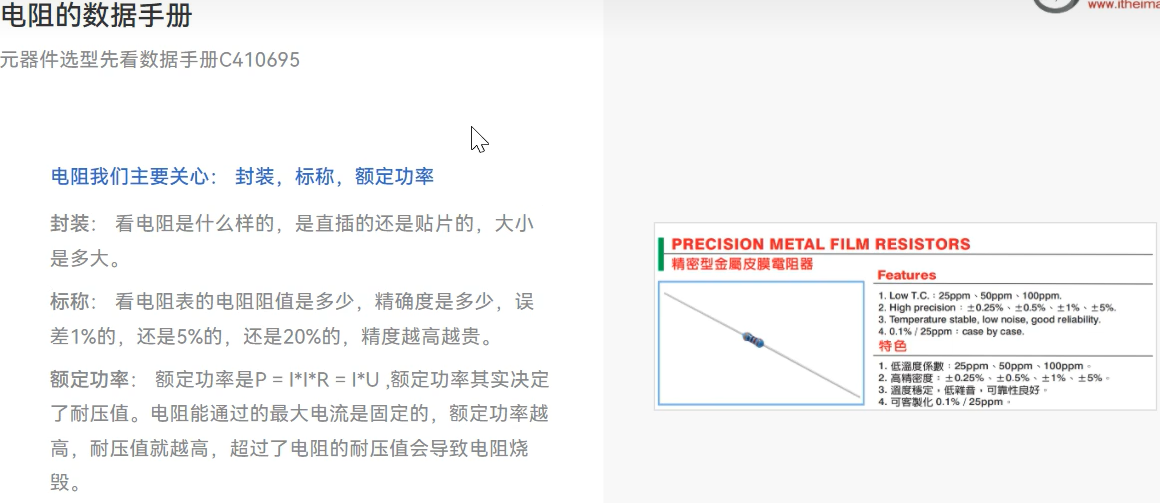 电阻的数据手册
元器件选型先看数据手册C410695
电阻我们主要关心： 封装，标称，额定功率
封装： 看电阻是什么样的，是直插的还是贴片的，大小
是多大。
标称： 看电阻表的电阻阻值是多少，精确度是多少，误
差1%的，还是5%的，还是20%的，精度越高越贵。
额定功率： 额定功率是P = I*I*R = I*U ,额定功率其实决定
了耐压值。电阻能通过的最大电流是固定的，额定功率越
高，耐压值就越高，超过了电阻的耐压值会导致电阻烧
毁。
www.itheima
PRECISION METAL FILM RESISTORS
精密型金屬皮膜電阻器
Features
1. Low T.C. : 25ppm、50ppm、100ppm.
2. High precision : ±0.25%、±0.5%、±1%、±5%.
3. Temperature stable, low noise, good reliability.
4. 0.1% / 25ppm : case by case.
特色
1. 低溫度係數：25ppm、50ppm、100ppm。
2. 高精密度：±0.25%、±0.5%、±1%、±5%。
3. 溫度穩定，低雜音，可靠性良好。
4. 可客製化 0.1% / 25ppm。